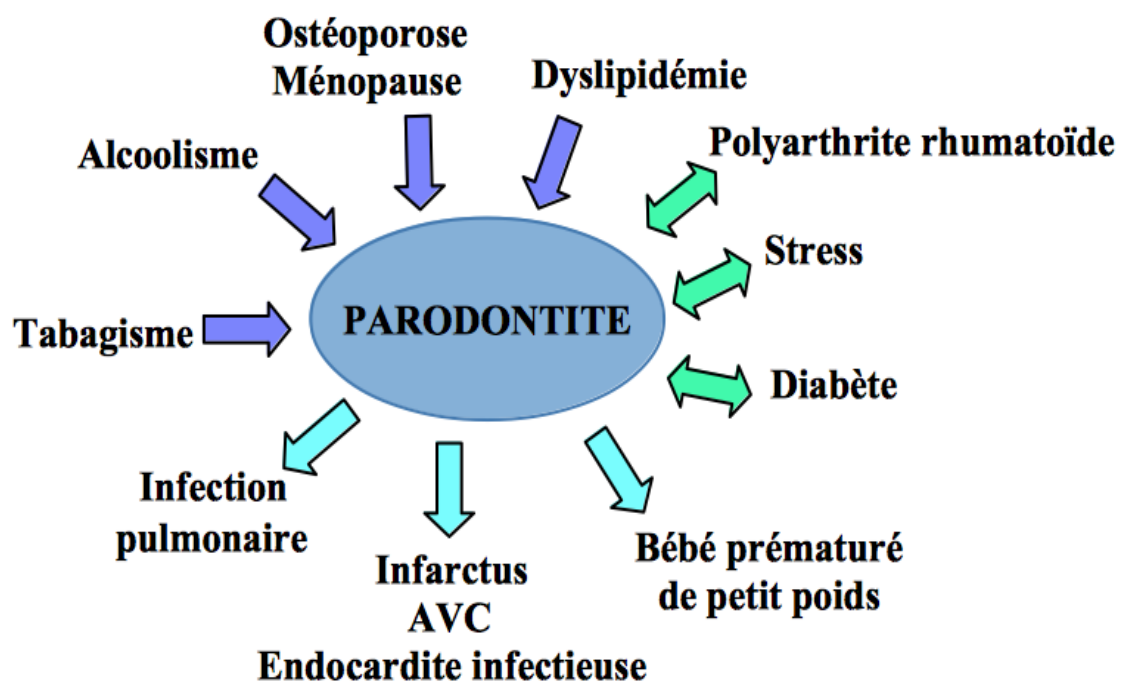 Ostéoporose
Ménopause
Dyslipidémie
Polyarthrite rhumatoïde
Alcoolisme
Stress
PARODONTITE
Tabagisme
Diabète
Infection
pulmonaire
Infarctus
AVC
Endocardite infectieuse
Bébé prématuré
de petit poids